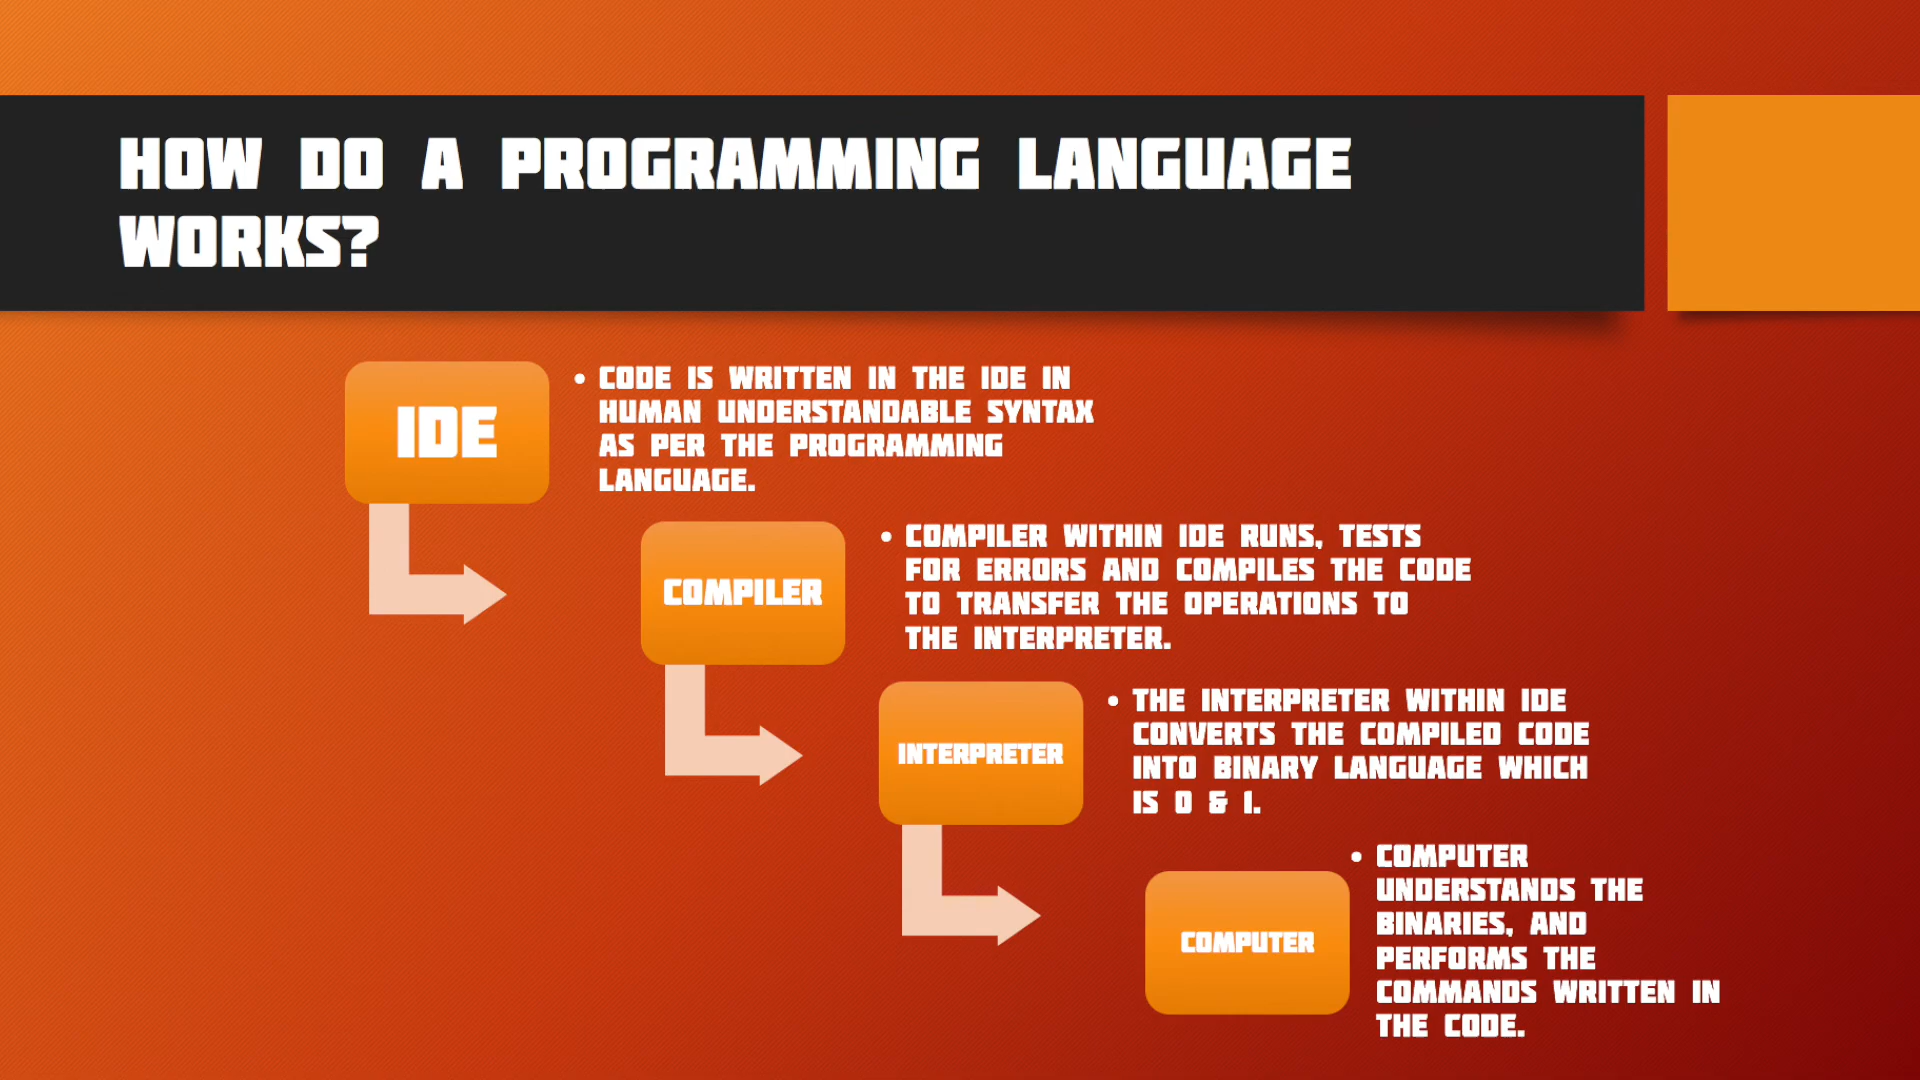 HOW DO A PROGRAMMING LANGUAGE
WORKS?
IDE
• CODE IS WRITTEN IN THE IDE IN
HUMAN UNDERSTANDABLE SYNTAX
AS PER THE PROGRAMMING
LANGUAGE.
COMPILER
• COMPILER WITHIN IDE RUNS, TESTS
FOR ERRORS AND COMPILES THE CODE
TO TRANSFER THE OPERATIONS TO
THE INTERPRETER.
INTERPRETER
• THE INTERPRETER WITHIN IDE
CONVERTS THE COMPILED CODE
INTO BINARY LANGUAGE WHICH
IS 0 & 1.
COMPUTER
• COMPUTER
UNDERSTANDS THE
BINARIES, AND
PERFORMS THE
COMMANDS WRITTEN IN
THE CODE.